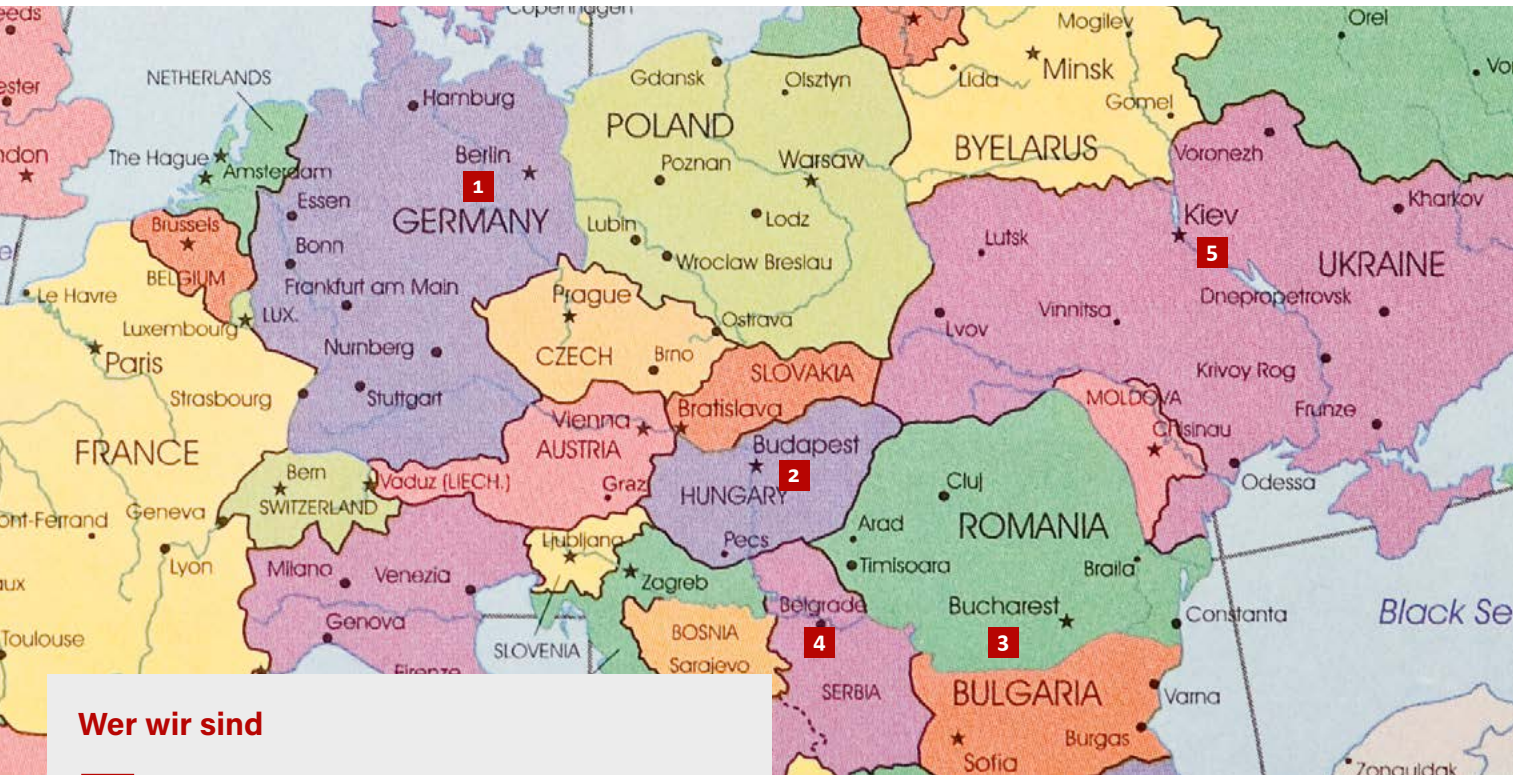 Copenhagen
Mogilev
Orel
NETHERLANDS
Gdansk
Olsztyn
Lida
Minsk
Hamburg
Gomel
POLAND
The Hague
Amsterdam
Berlin
1
Poznan
Warsaw
BYELARUS
Voronezh
Essen
GERMANY
Lubin
Lodz
Kiev
5
Kharkov
Brussels
Bonn
Lutsk
UKRAINE
BELGIUM
Wroclaw Breslau
Le Havre
Frankfurt am Main
Prague
Dnepropetrovsk
LUX.
Luxembourg
Ostrava
Lvov
Vinnitsa
Paris
Nurnberg
CZECH
Brno
SLOVAKIA
Krivoy Rog
Strasbourg
Stuttgart
MOLDOVA
Frunze
Vienna
Bratislava
Chisinau
FRANCE
AUSTRIA
Budapest
2
Bern
Vaduz (LIECH.)
Graz
HUNGARY
Cluj
Odessa
SWITZERLAND
ont-Ferrand
Geneva
Arad
ROMANIA
Ljubljana
Pecs
Lyon
Milano
Venezia
Zagreb
Timisoara
Braila
aux
Belgrade
Bucharest
Constanta
Black Se
Genova
Toulouse
BOSNIA
4
3
SLOVENIA
Sarajevo
Firenze
SERBIA
BULGARIA
Varna
Burgas
Sofia
Zonguldak
Wer wir sind